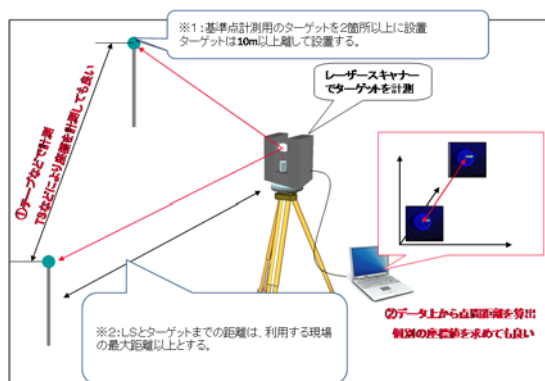 ※1:基準点計測用のターゲットを2箇所以上に設置
ターゲットは10m以上離して設置する。
レーザースキャナー
でターゲットを計測
①テープなどで計測
TSなどにより座標を計測しても良い
※2:LSとターゲットまでの距離は、利用する現場
の最大距離以上とする。
②データ上から点間距離を算出
個別の座標値を求めても良い